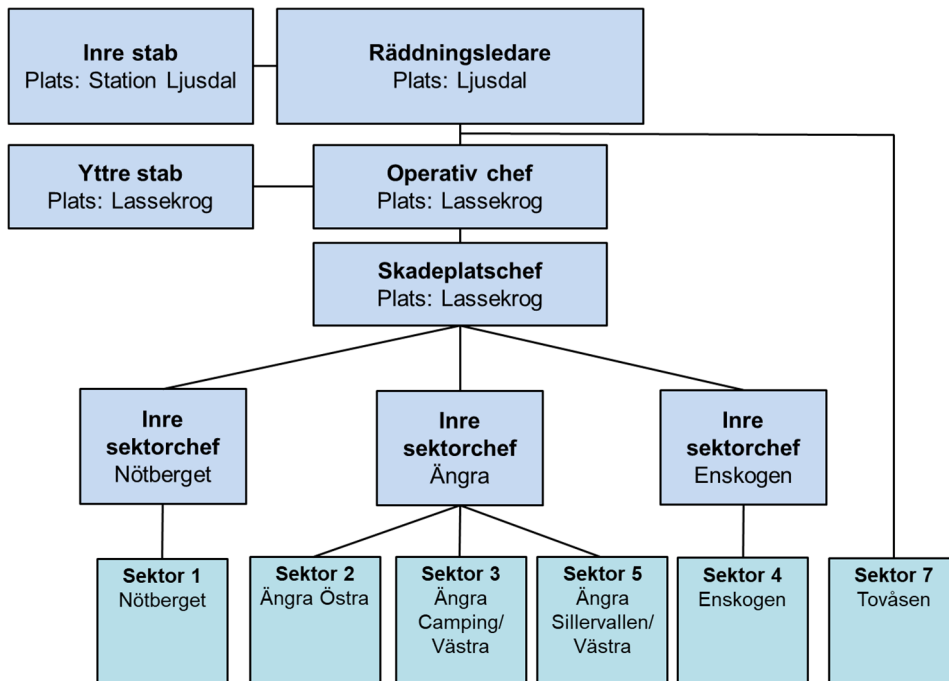 Inre stab
Plats: Station Ljusdal
Räddningsledare
Plats: Ljusdal
Yttre stab
Plats: Lassekrog
Operativ chef
Plats: Lassekrog
Skadeplatschef
Plats: Lassekrog
Inre
sektorchef
Nötberget
Inre
sektorchef
Ängra
Inre
sektorchef
Enskogen
Sektor 1
Nötberget
Sektor 2
Ängra Östra
Sektor 3
Ängra
Camping/
Västra
Sektor 5
Ängra
Sillervallen/
Västra
Sektor 4
Enskogen
Sektor 7
Tovåsen